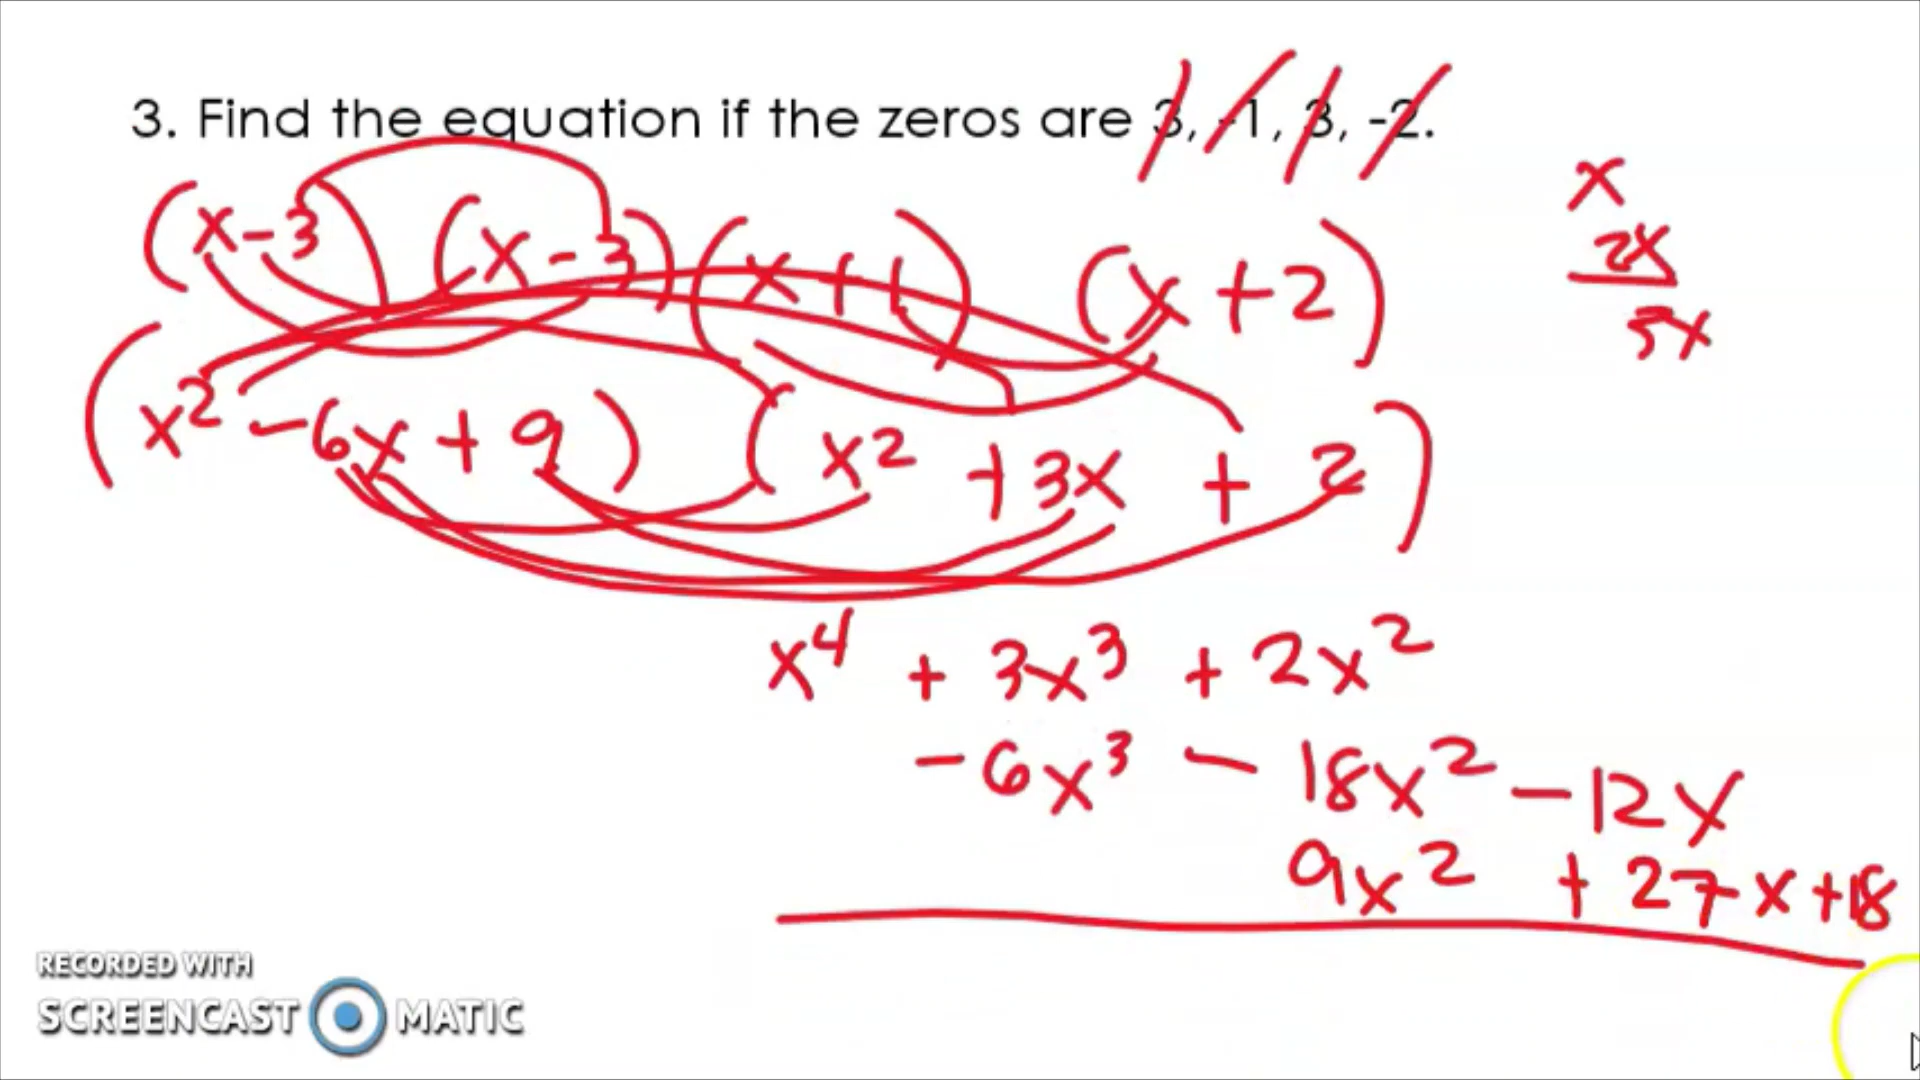 3. Find the equation if the zeros are 3, -1, 3, -2.
(x-3 (x-3) (x+1) (x+2)
x
2x
3x
(x² -6x + 9) (x² +3x + 2)
x⁴ + 3x³ + 2x²
-6x³ - 18x² - 12x
9x² + 27x + 18
RECORDED WITH
SCREENCAST MATIC